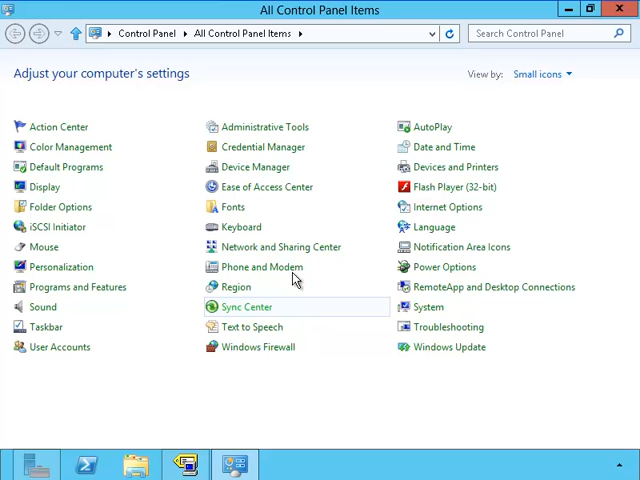 All Control Panel Items
Control Panel All Control Panel Items Search Control Panel
Adjust your computer's settings View by: Small icons
Action Center Administrative Tools AutoPlay
Color Management Credential Manager Date and Time
Default Programs Device Manager Devices and Printers
Display Ease of Access Center Flash Player (32-bit)
Folder Options Fonts Internet Options
iSCSI Initiator Keyboard Language
Mouse Network and Sharing Center Notification Area Icons
Personalization Phone and Modem Power Options
Programs and Features Region RemoteApp and Desktop Connections
Sound Sync Center System
Taskbar Text to Speech Troubleshooting
User Accounts Windows Firewall Windows Update